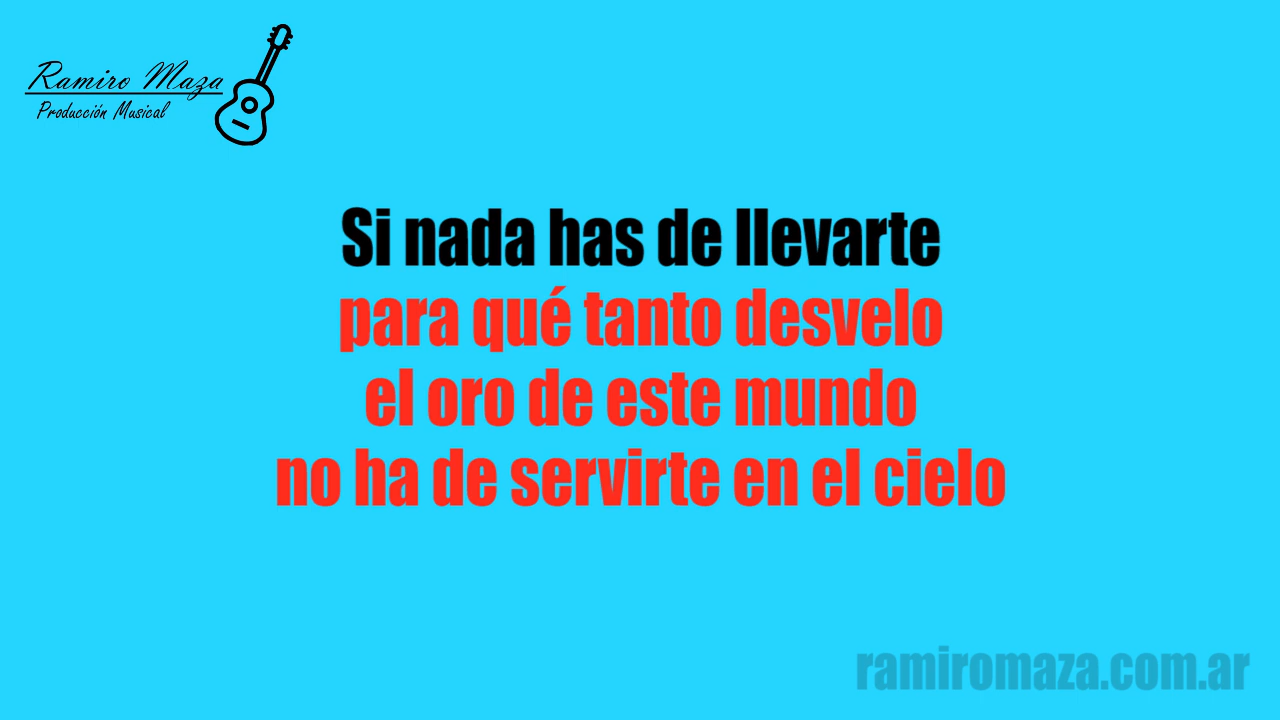 Ramiro Maza
Producción Musical
Si nada has de llevarte
para qué tanto desvelo
el oro de este mundo
no ha de servirte en el cielo
ramiromaza.com.ar